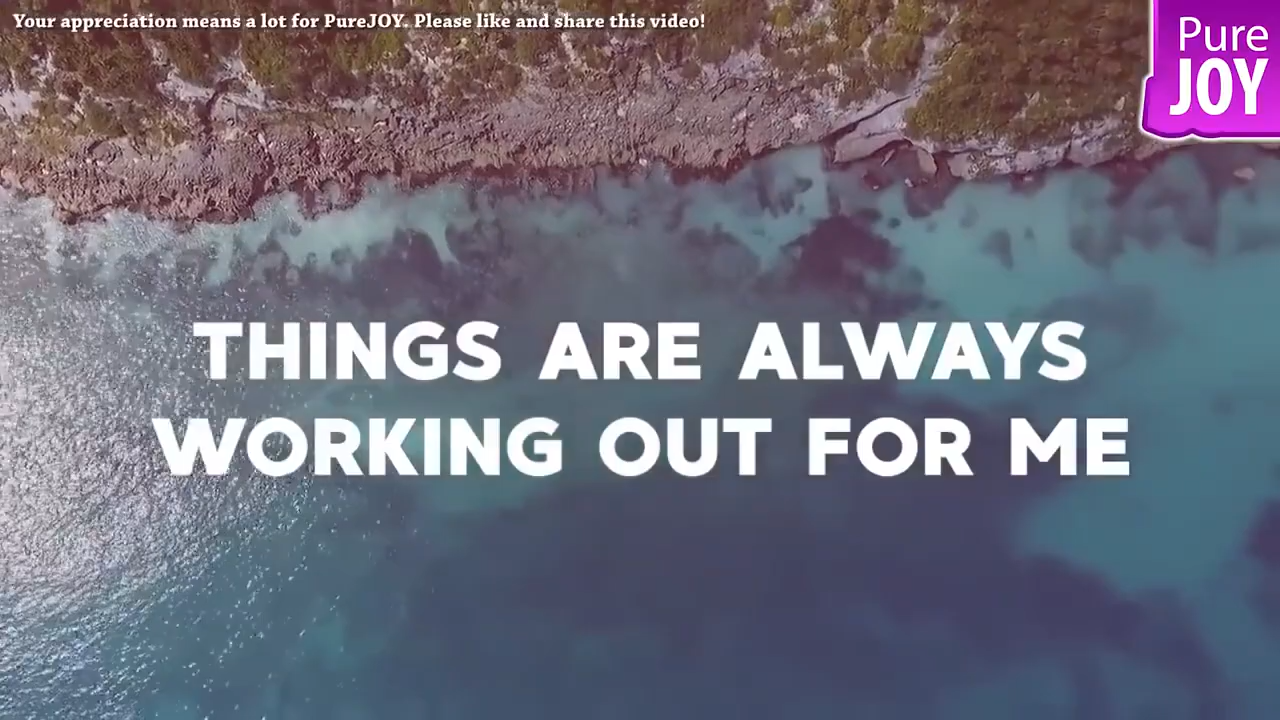 Your appreciation means a lot for PureJOY. Please like and share this video!
Pure
JOY
THINGS ARE ALWAYS
WORKING OUT FOR ME